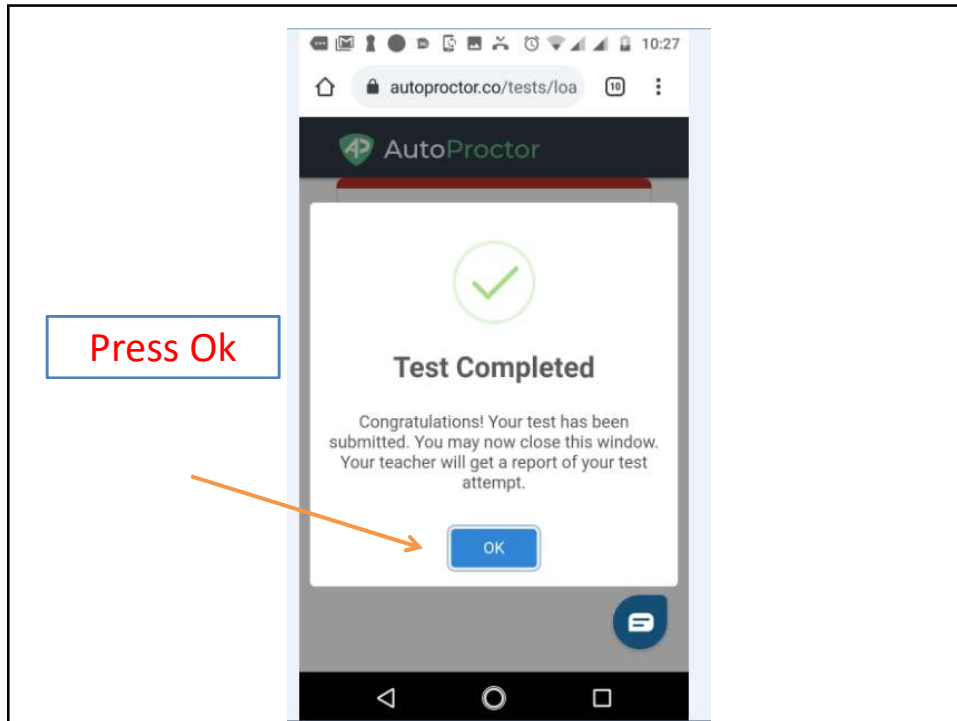 10:27
autoproctor.co/tests/loa
10
AutoProctor
Press Ok
Test Completed
Congratulations! Your test has been
submitted. You may now close this window.
Your teacher will get a report of your test
attempt.
OK